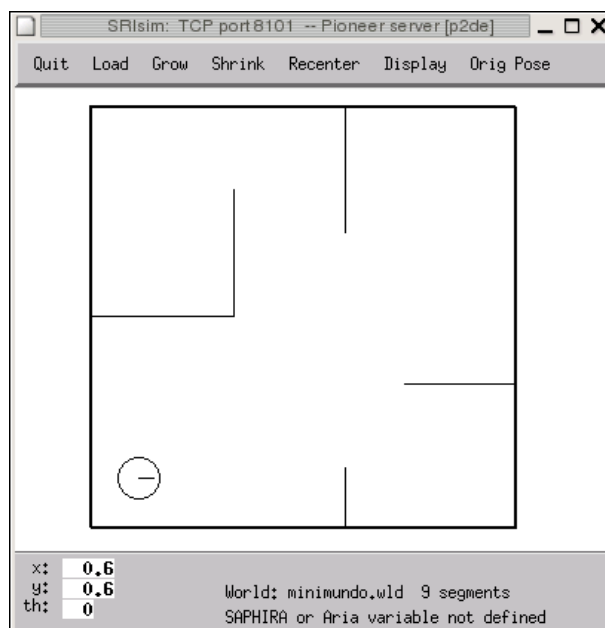 SRIsim: TCP port 8101 -- Pioneer server [p2de]
Quit Load Grow Shrink Recenter Display Orig Pose
x: 0.6
y: 0.6
th: 0
World: minimundo.wld 9 segments
SAPHIRA or Aria variable not defined